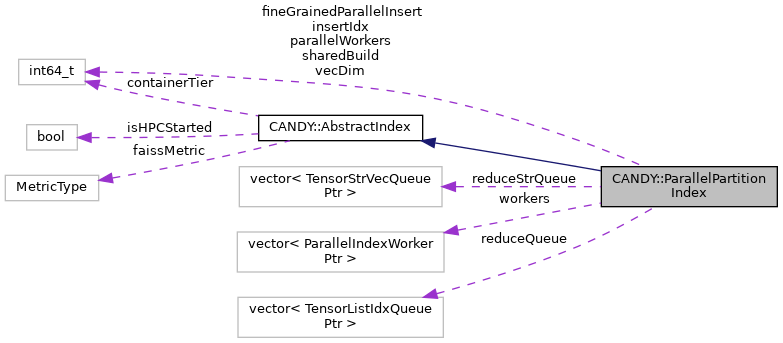 fineGrainedParallelInsert
insertIdx
parallelWorkers
sharedBuild
vecDim
int64_t
containerTier
bool
isHPCStarted
CANDY::AbstractIndex
faissMetric
MetricType
vector< TensorStrVecQueue
Ptr >
reduceStrQueue
workers
CANDY::ParallelPartition
Index
vector< ParallelIndexWorker
Ptr >
reduceQueue
vector< TensorListIdxQueue
Ptr >